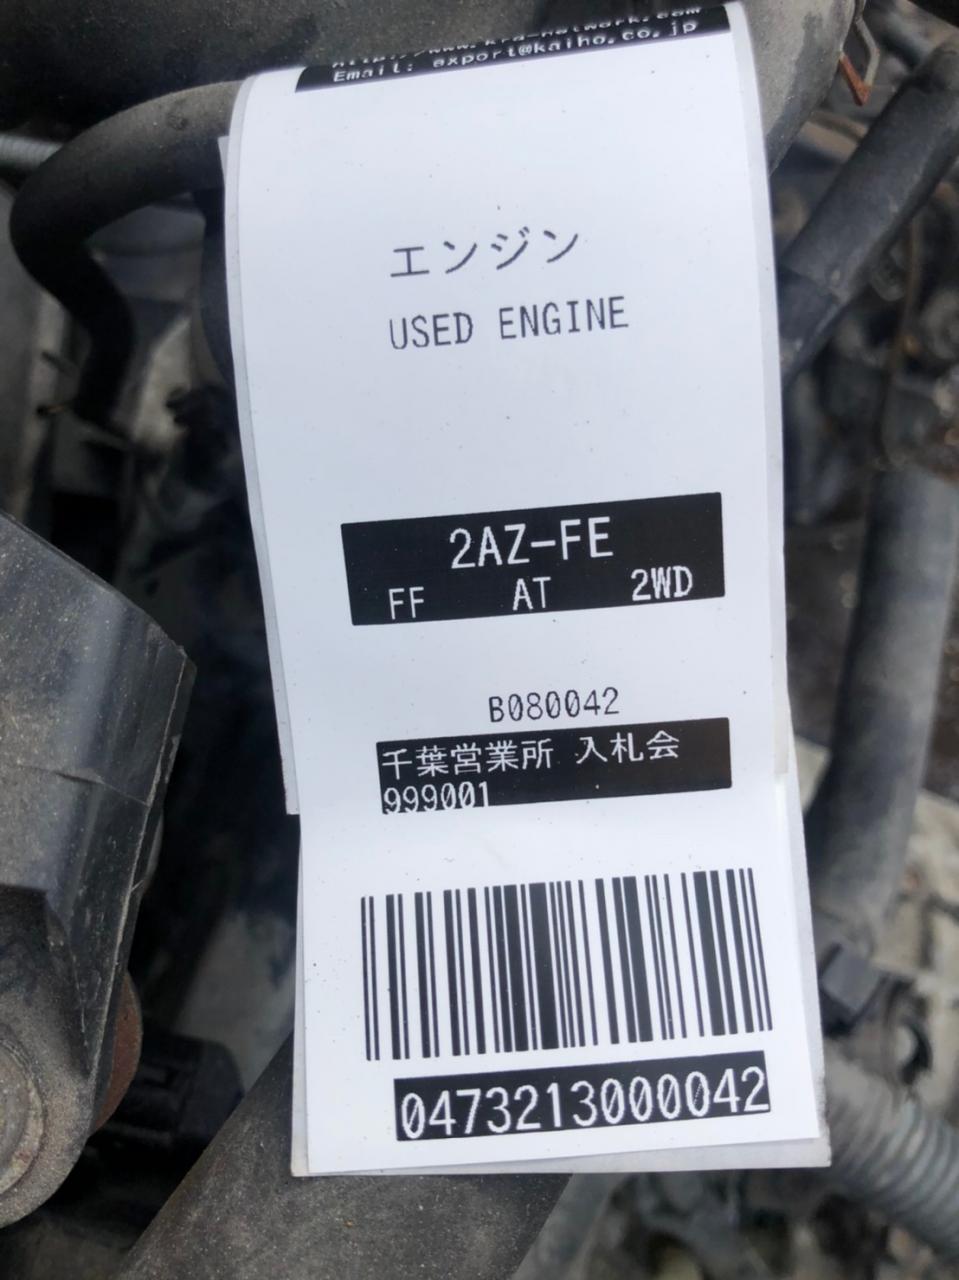 Email: export@kaiho.co.jp
エンジン
USED ENGINE
2AZ-FE
FF AT 2WD
B080042
千葉営業所 入札会
999001
0473213000042